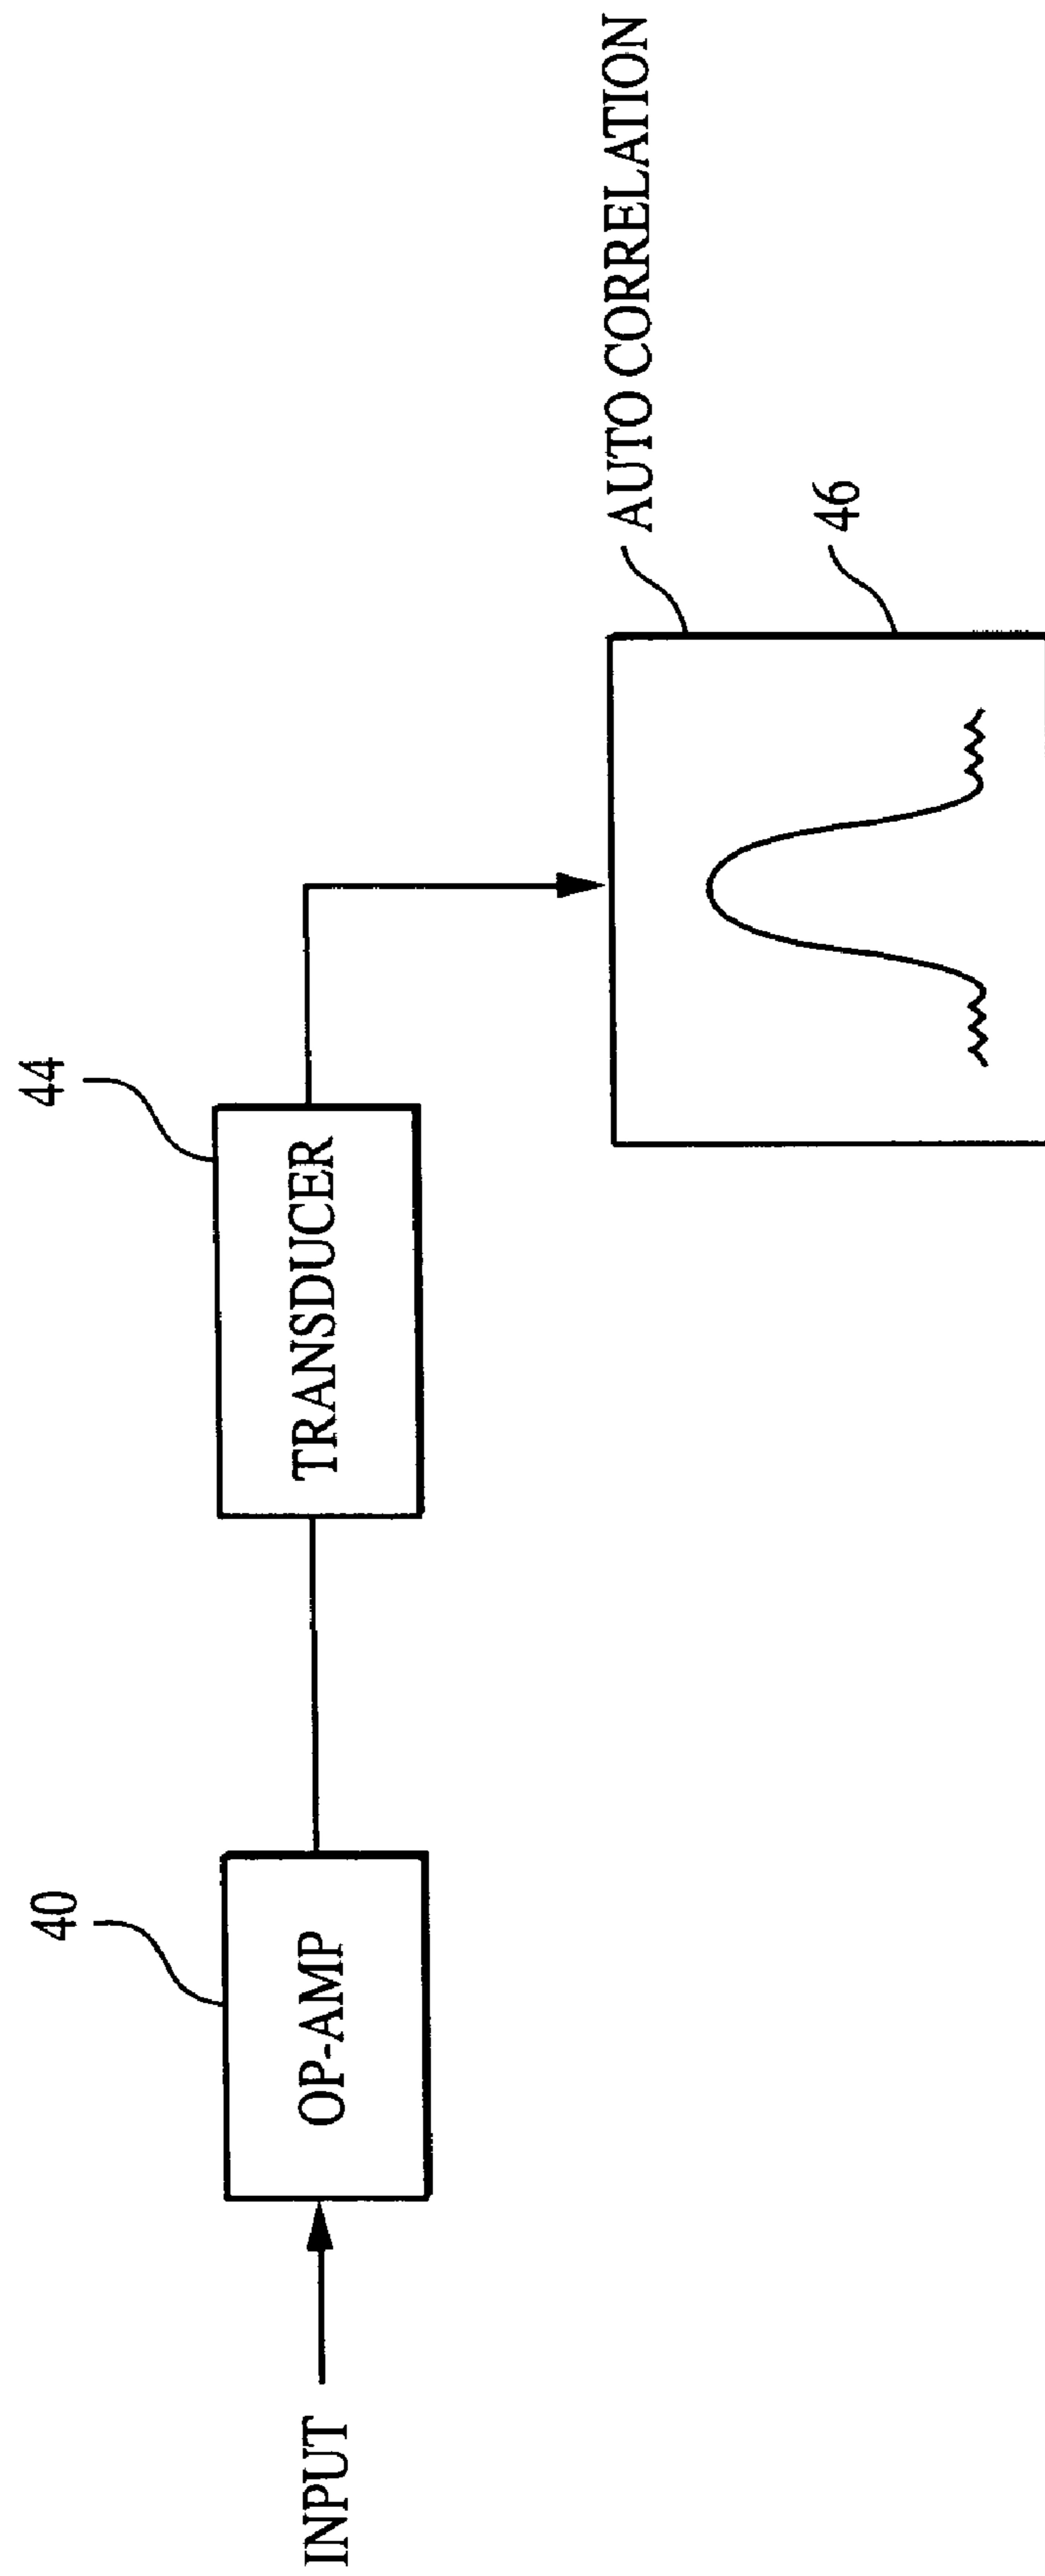 INPUT
40
OP-AMP
44
TRANSDUCER
AUTO CORRELATION
46